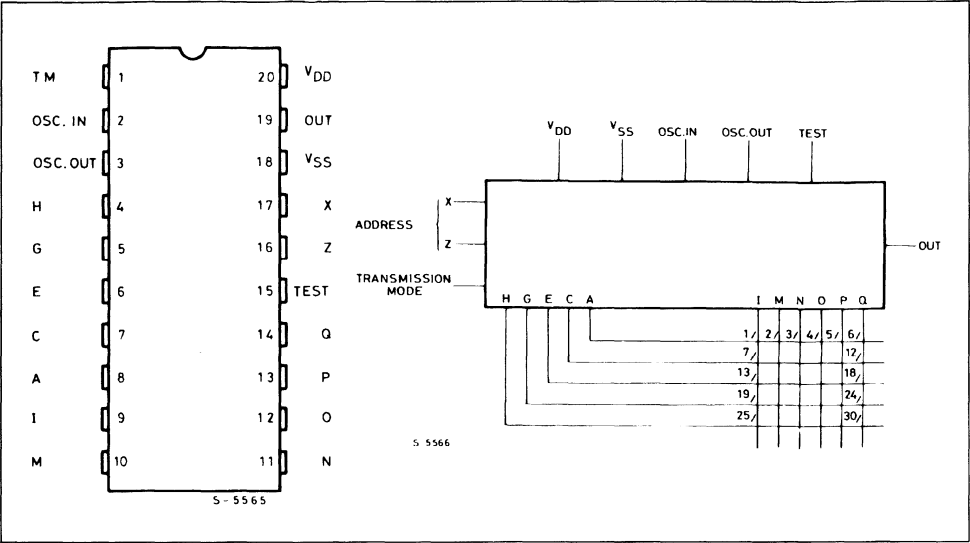 TM 1 20 VDD
OSC. IN 2 19 OUT
OSC.OUT 3 18 VSS
H 4 17 X
G 5 16 Z
E 6 15 TEST
C 7 14 Q
A 8 13 P
I 9 12 O
M 10 11 N
S-5565
VDD VSS OSC.IN OSC.OUT TEST
X
ADDRESS
Z
OUT
TRANSMISSION
MODE
H G E C A I M N O P Q
1/ 2/ 3/ 4/ 5/ 6/
7/ 12/
13/ 18/
19/ 24/
25/ 30/
S 5566